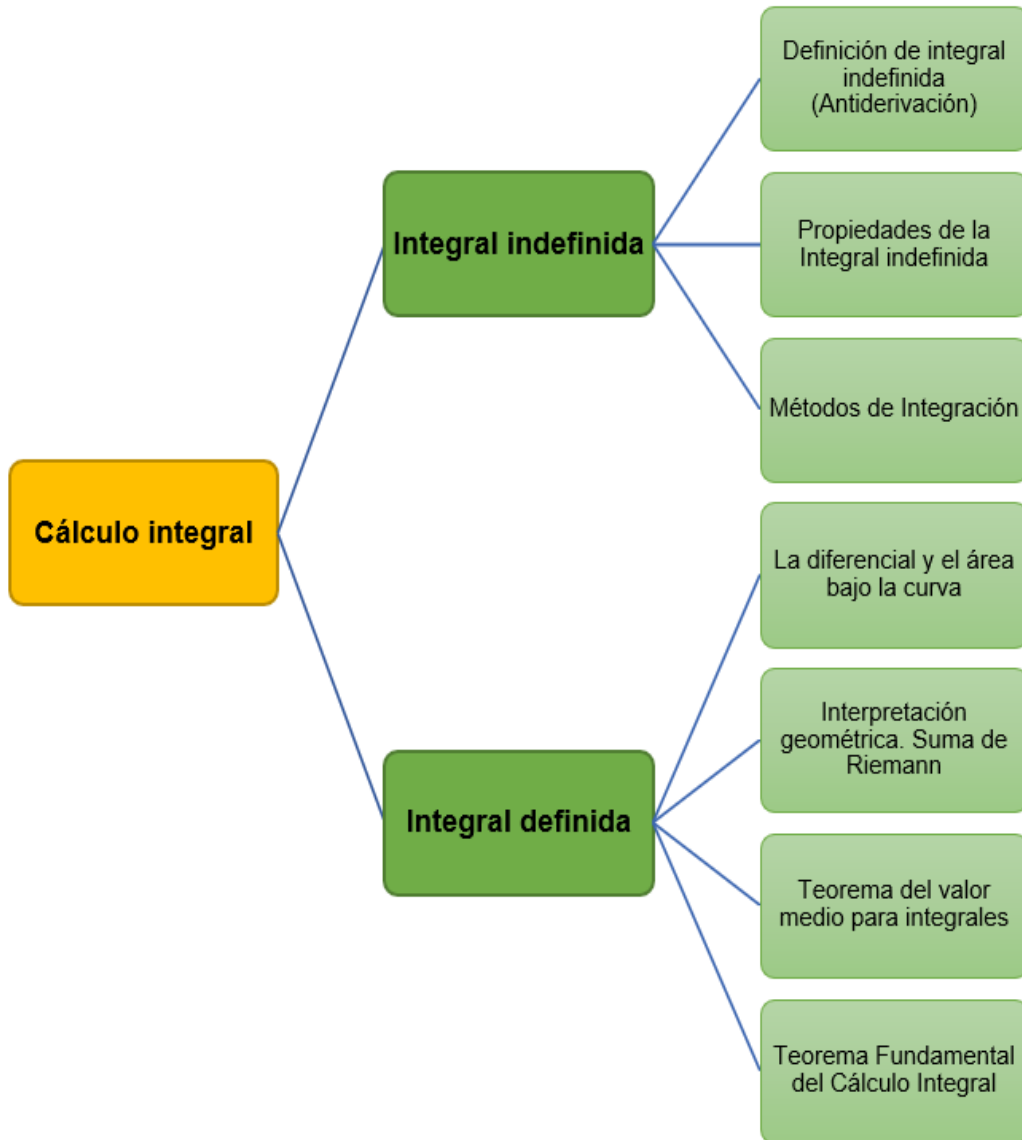 Cálculo integral
Integral indefinida
Definición de integral
indefinida
(Antiderivación)
Propiedades de la
Integral indefinida
Métodos de Integración
Integral definida
La diferencial y el área
bajo la curva
Interpretación
geométrica. Suma de
Riemann
Teorema del valor
medio para integrales
Teorema Fundamental
del Cálculo Integral